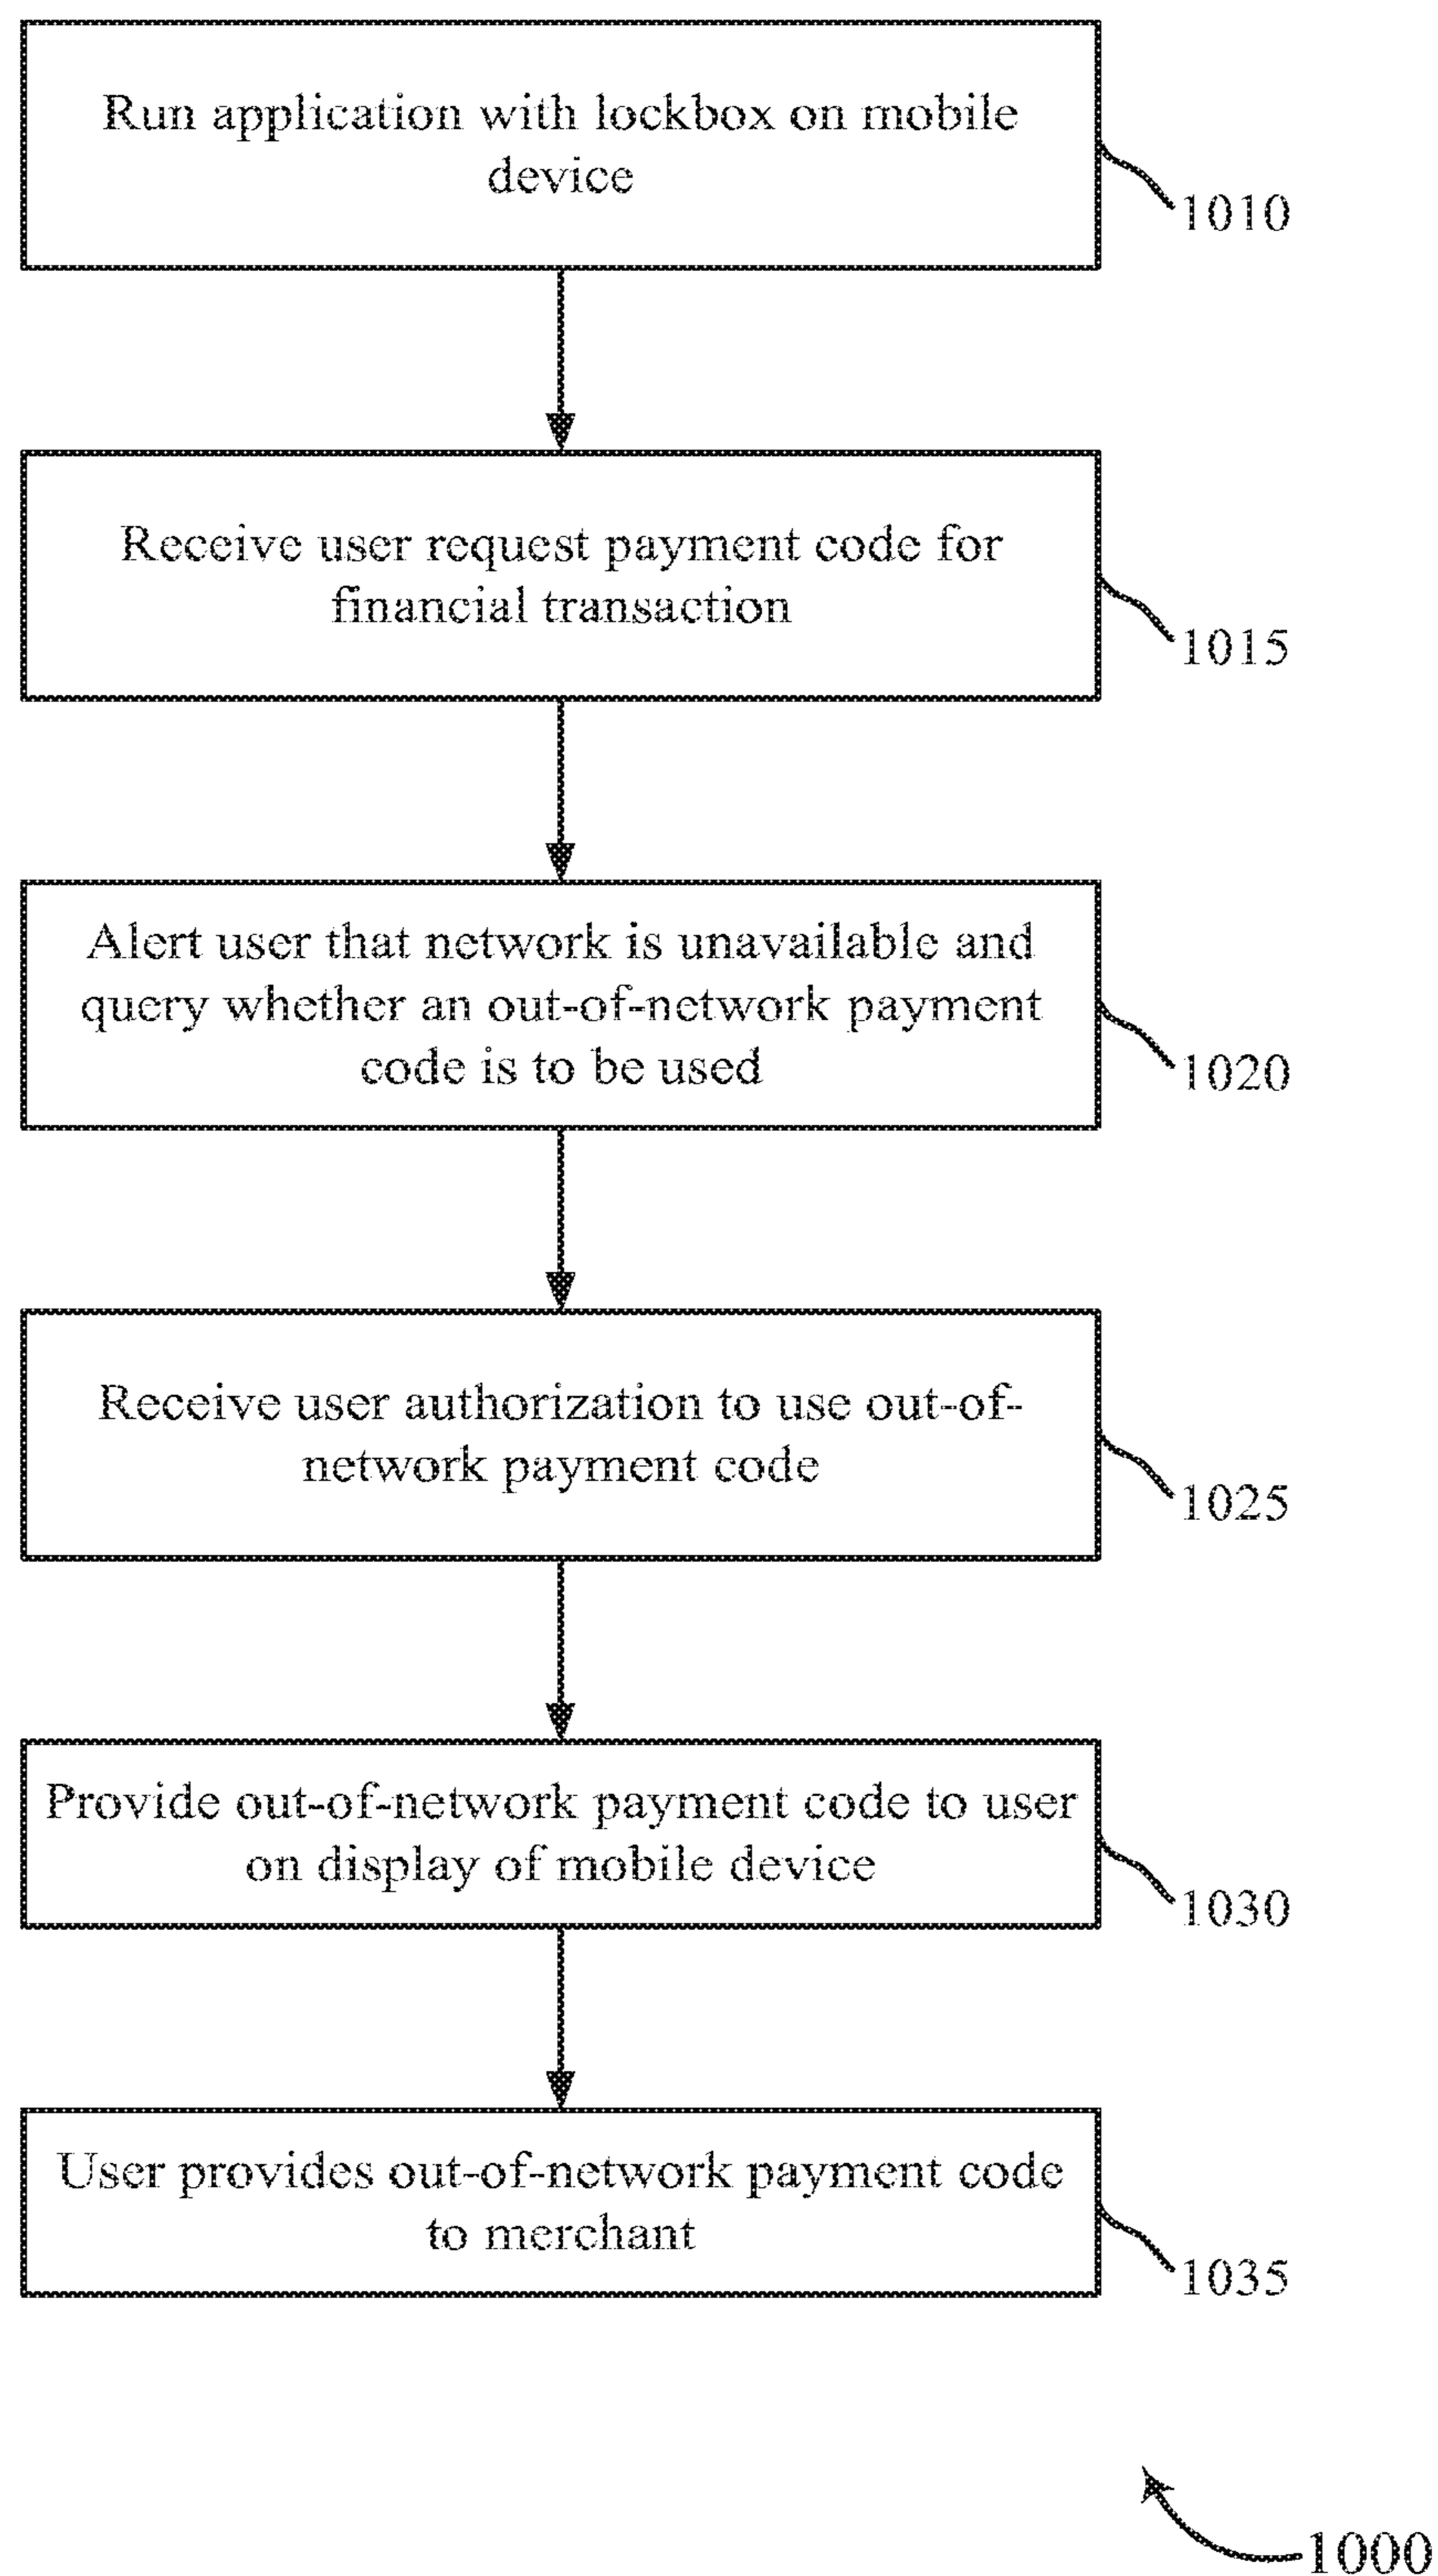 Run application with lockbox on mobile
device
1010
Receive user request payment code for
financial transaction
1015
Alert user that network is unavailable and
query whether an out-of-network payment
code is to be used
1020
Receive user authorization to use out-of-
network payment code
1025
Provide out-of-network payment code to user
on display of mobile device
1030
User provides out-of-network payment code
to merchant
1035
1000